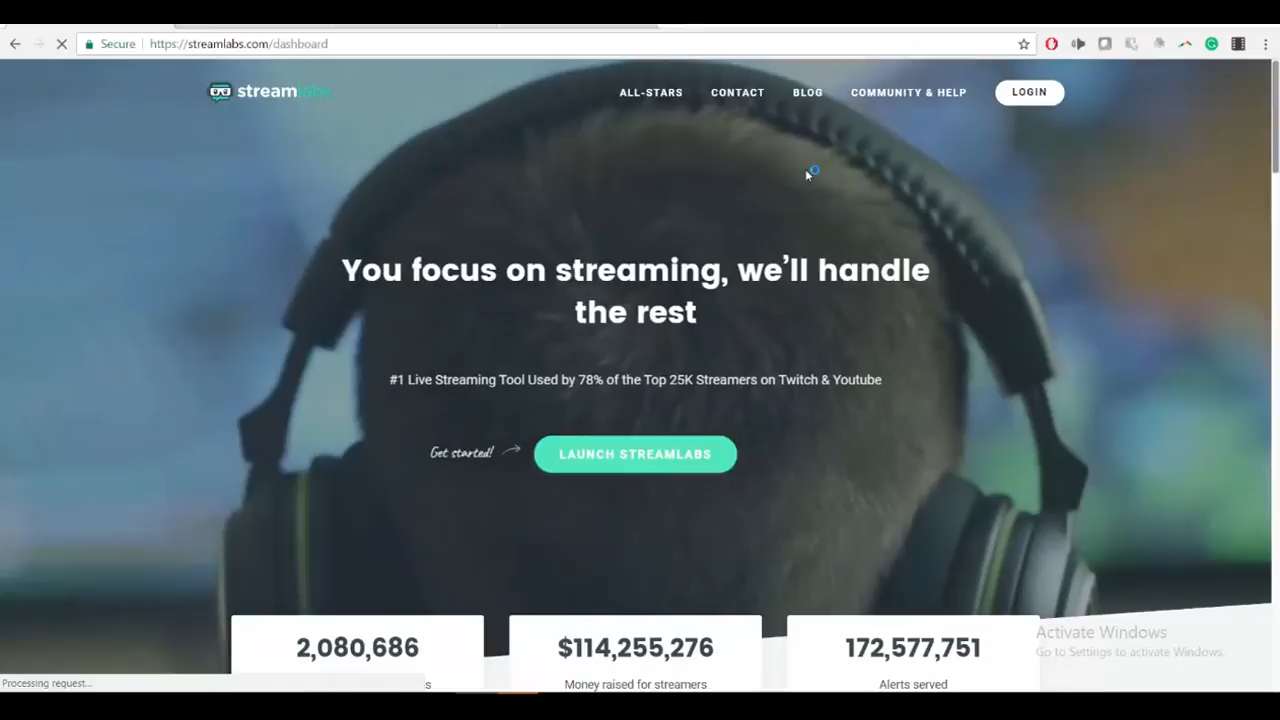 Secure
https://streamlabs.com/dashboard
streamlabs
ALL-STARS
CONTACT
BLOG
COMMUNITY & HELP
LOGIN
You focus on streaming, we'll handle
the rest
#1 Live Streaming Tool Used by 78% of the Top 25K Streamers on Twitch & Youtube
Get started!
LAUNCH STREAMLABS
2,080,686
$114,255,276
172,577,751
Money raised for streamers
Alerts served
Activate Windows
Go to Settings to activate Windows.
Processing request...